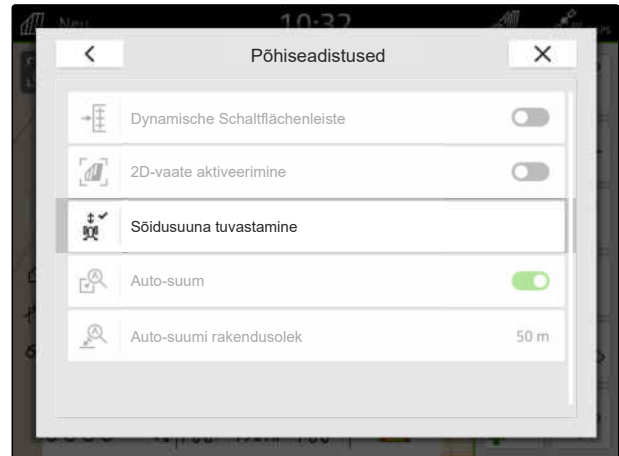 Neu
10:32
Põhiseadistused
Dynamische Schaltflächenleiste
2D-vaate aktiveerimine
Sõidusuuna tuvastamine
Auto-suum
Auto-suumi rakendusolek
50 m